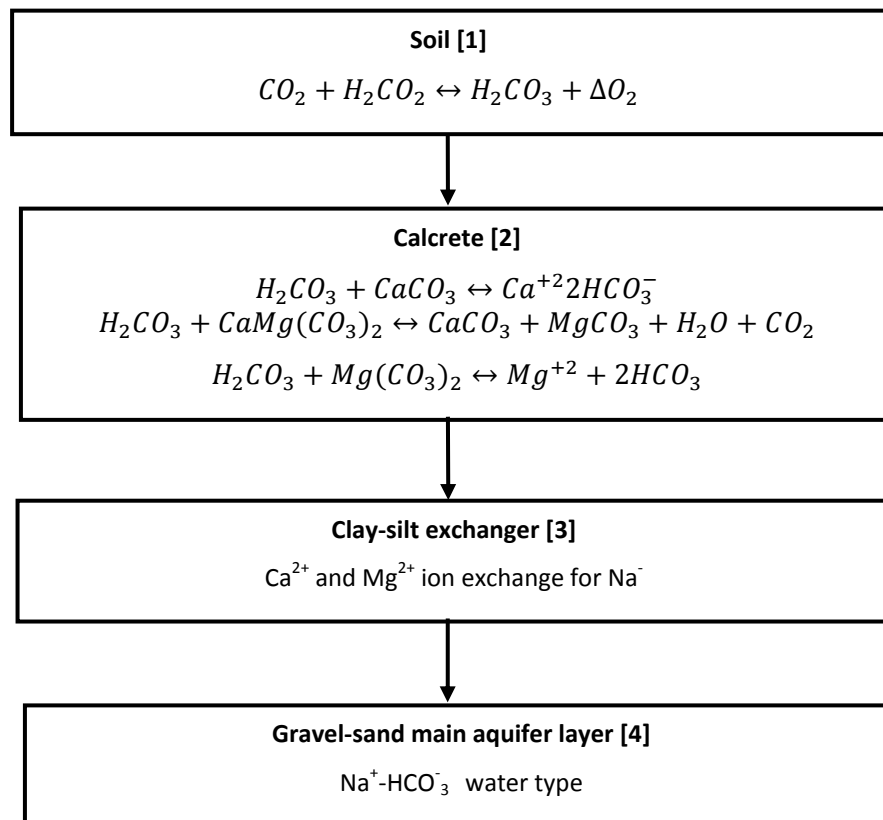 Soil [1]
CO₂ + H₂CO₂ ↔ H₂CO₃ + ΔO₂
Calcrete [2]
H₂CO₃ + CaCO₃ ↔ Ca⁺²2HCO₃⁻
H₂CO₃ + CaMg(CO₃)₂ ↔ CaCO₃ + MgCO₃ + H₂O + CO₂
H₂CO₃ + Mg(CO₃)₂ ↔ Mg⁺² + 2HCO₃
Clay-silt exchanger [3]
Ca²⁺ and Mg²⁺ ion exchange for Na⁻
Gravel-sand main aquifer layer [4]
Na⁺-HCO⁻₃ water type